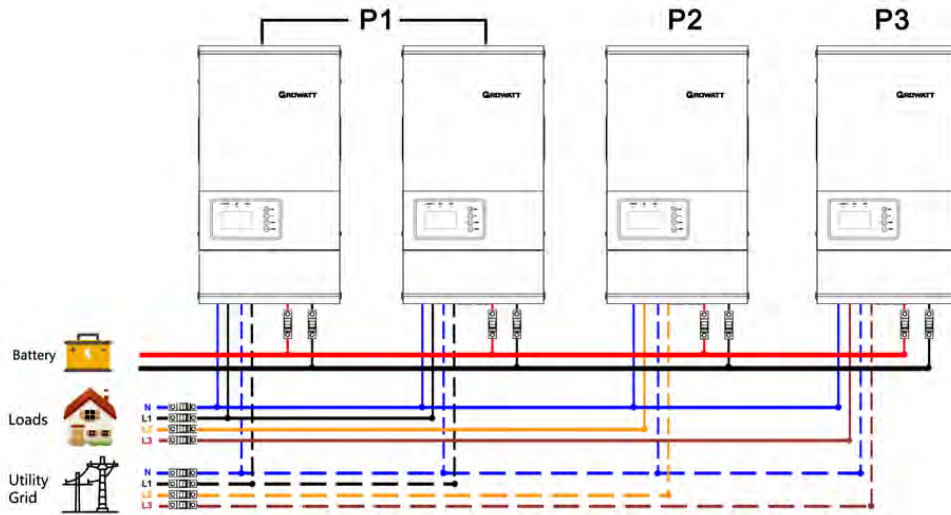 P1
P2
P3
GROWATT
GROWATT
GROWATT
GROWATT
Battery
Loads
N
L1
L2
L3
Utility
Grid
N
L1
L2
L3